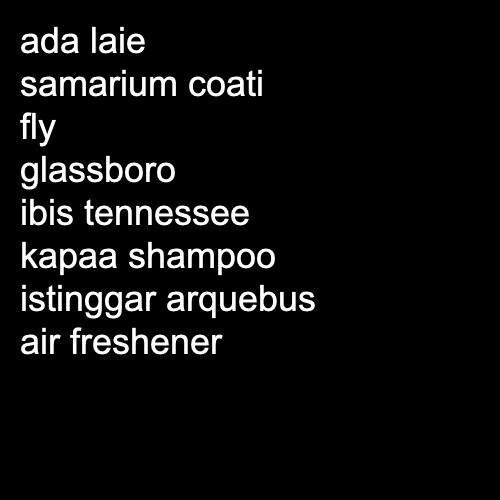 ada laie
samarium coati
fly
glassboro
ibis tennessee
kapaa shampoo
istinggar arquebus
air freshener